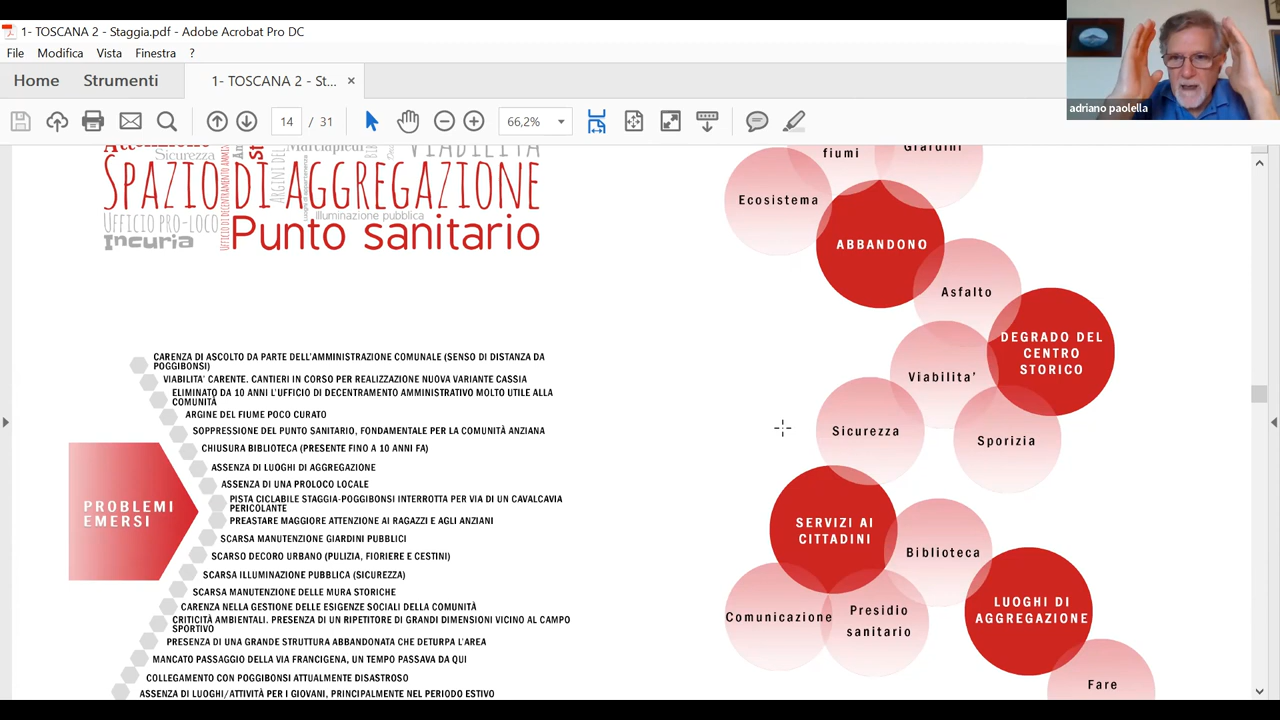 1- TOSCANA 2 - Staggia.pdf - Adobe Acrobat Pro DC
File Modifica Vista Finestra ?
Home Strumenti 1- TOSCANA 2 - St... ×
14 / 31 66,2%
adriano paolella
Sicurezza
Marciapiedi
VIABILITÀ
SPAZIO DI AGGREGAZIONE
UFFICIO PRO-LOCO
Illuminazione pubblica
Incuria
Punto sanitario
PROBLEMI
EMERSI
CARENZA DI ASCOLTO DA PARTE DELL'AMMINISTRAZIONE COMUNALE (SENSO DI DISTANZA DA
POGGIBONSI)
VIABILITA' CARENTE. CANTIERI IN CORSO PER REALIZZAZIONE NUOVA VARIANTE CASSIA
ELIMINATO DA 10 ANNI L'UFFICIO DI DECENTRAMENTO AMMINISTRATIVO MOLTO UTILE ALLA
COMUNITÀ
ARGINE DEL FIUME POCO CURATO
SOPPRESSIONE DEL PUNTO SANITARIO, FONDAMENTALE PER LA COMUNITÀ ANZIANA
CHIUSURA BIBLIOTECA (PRESENTE FINO A 10 ANNI FA)
ASSENZA DI LUOGHI DI AGGREGAZIONE
ASSENZA DI UNA PROLOCO LOCALE
PISTA CICLABILE STAGGIA-POGGIBONSI INTERROTTA PER VIA DI UN CAVALCAVIA
PERICOLANTE
PREASTARE MAGGIORE ATTENZIONE AI RAGAZZI E AGLI ANZIANI
SCARSA MANUTENZIONE GIARDINI PUBBLICI
SCARSO DECORO URBANO (PULIZIA, FIORIERE E CESTINI)
SCARSA ILLUMINAZIONE PUBBLICA (SICUREZZA)
SCARSA MANUTENZIONE DELLE MURA STORICHE
CARENZA NELLA GESTIONE DELLE ESIGENZE SOCIALI DELLA COMUNITÀ
CRITICITÀ AMBIENTALI. PRESENZA DI UN RIPETITORE DI GRANDI DIMENSIONI VICINO AL CAMPO
SPORTIVO
PRESENZA DI UNA GRANDE STRUTTURA ABBANDONATA CHE DETURPA L'AREA
MANCATO PASSAGGIO DELLA VIA FRANCIGENA, UN TEMPO PASSAVA DA QUI
COLLEGAMENTO CON POGGIBONSI ATTUALMENTE DISASTROSO
ASSENZA DI LUOGHI/ATTIVITÀ PER I GIOVANI, PRINCIPALMENTE NEL PERIODO ESTIVO
fiumi
Giardini
Ecosistema
ABBANDONO
Asfalto
DEGRADO DEL
CENTRO
STORICO
Viabilita'
Sicurezza
Sporizia
SERVIZI AI
CITTADINI
Biblioteca
Comunicazione
Presidio
sanitario
LUOGHI DI
AGGREGAZIONE
Fare